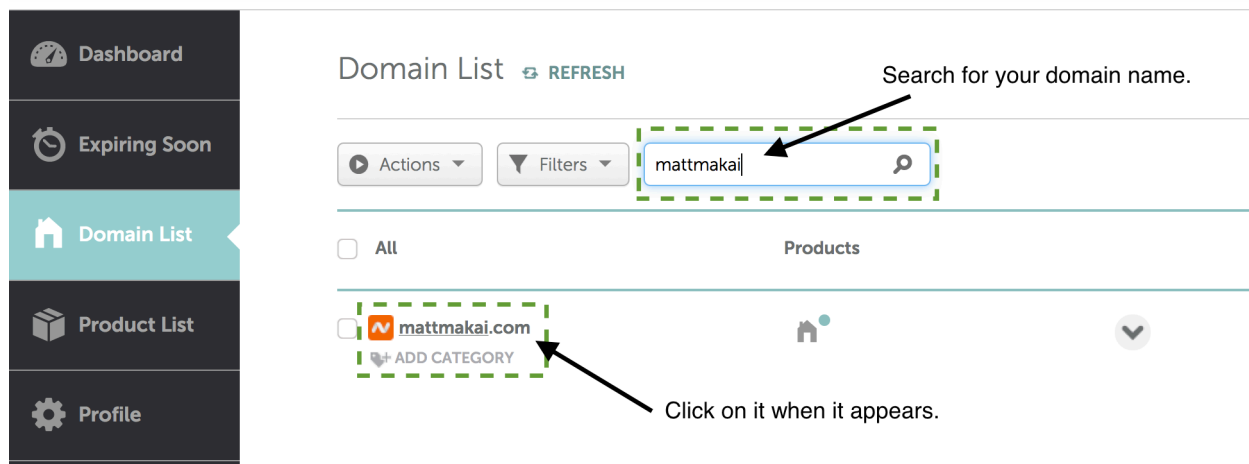 Dashboard
Expiring Soon
Domain List
Product List
Profile
Domain List REFRESH
Search for your domain name.
Actions Filters mattmakai
All Products
mattmakai.com
ADD CATEGORY
Click on it when it appears.